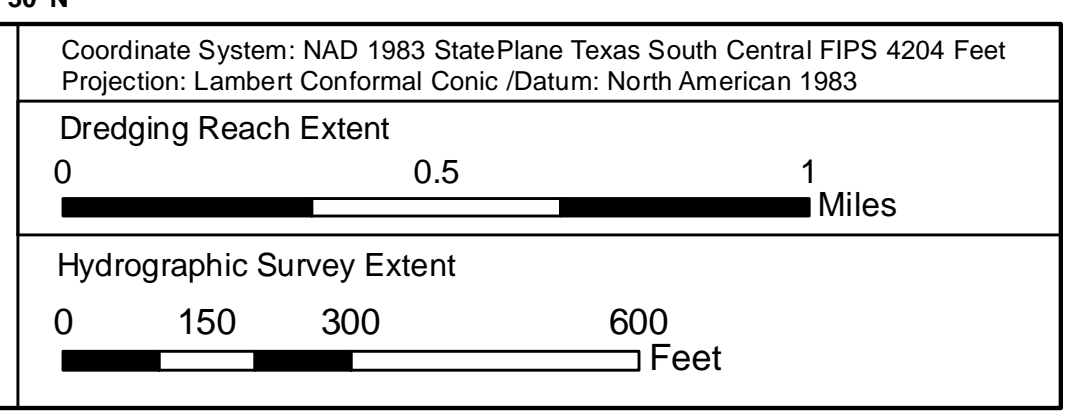 Coordinate System: NAD 1983 StatePlane Texas South Central FIPS 4204 Feet
Projection: Lambert Conformal Conic /Datum: North American 1983
Dredging Reach Extent
0 0.5 1
Miles
Hydrographic Survey Extent
0 150 300 600
Feet